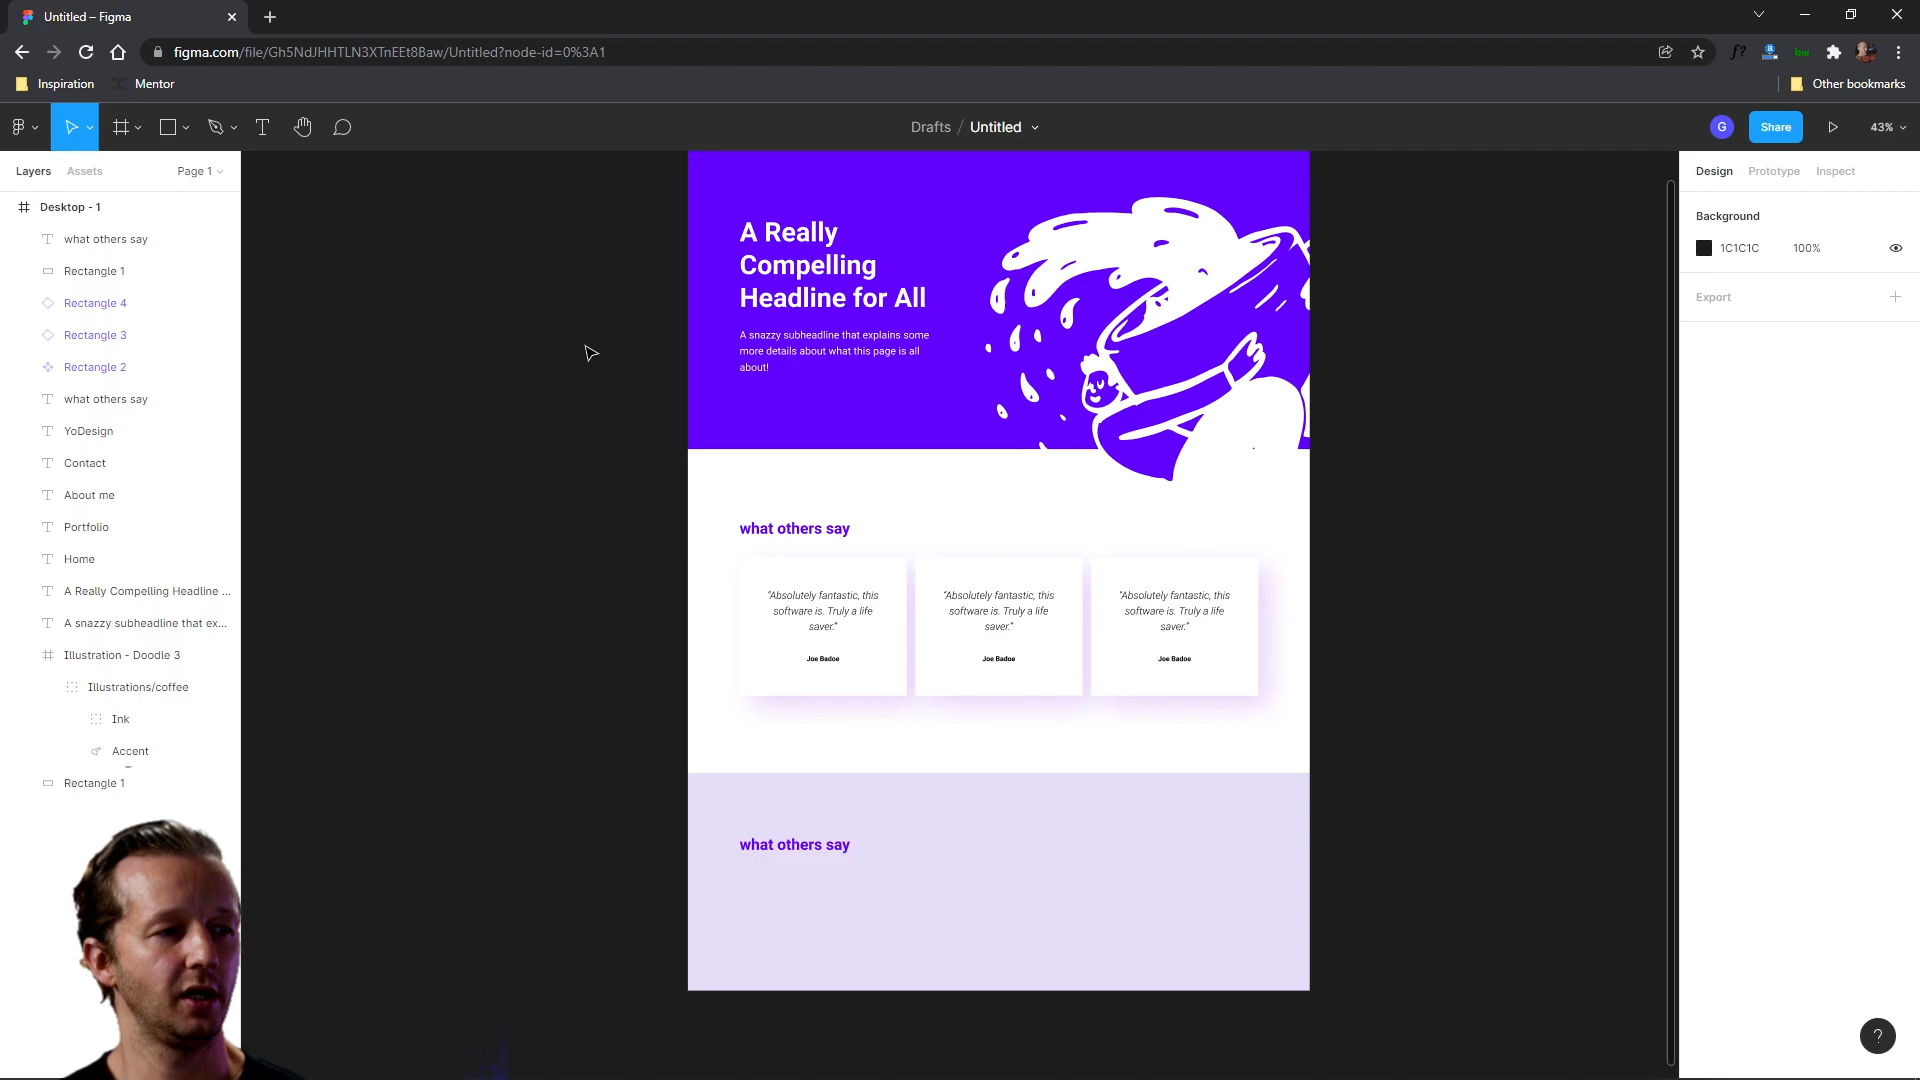 Untitled – Figma
figma.com/file/Gh5NdJHHTLN3XTnEEt8Baw/Untitled?node-id=0%3A1
f?
bw
Inspiration
Mentor
Other bookmarks
Drafts / Untitled
G
Share
43%
Layers
Assets
Page 1
Design
Prototype
Inspect
Desktop - 1
what others say
Rectangle 1
Rectangle 4
Rectangle 3
Rectangle 2
what others say
YoDesign
Contact
About me
Portfolio
Home
A Really Compelling Headline ...
A snazzy subheadline that ex...
Illustration - Doodle 3
Illustrations/coffee
Ink
Accent
Rectangle 1
A Really
Compelling
Headline for All
A snazzy subheadline that explains some
more details about what this page is all
about!
what others say
"Absolutely fantastic, this
software is. Truly a life
saver."
Joe Badoe
"Absolutely fantastic, this
software is. Truly a life
saver."
Joe Badoe
"Absolutely fantastic, this
software is. Truly a life
saver."
Joe Badoe
what others say
Background
1C1C1C
100%
Export
?